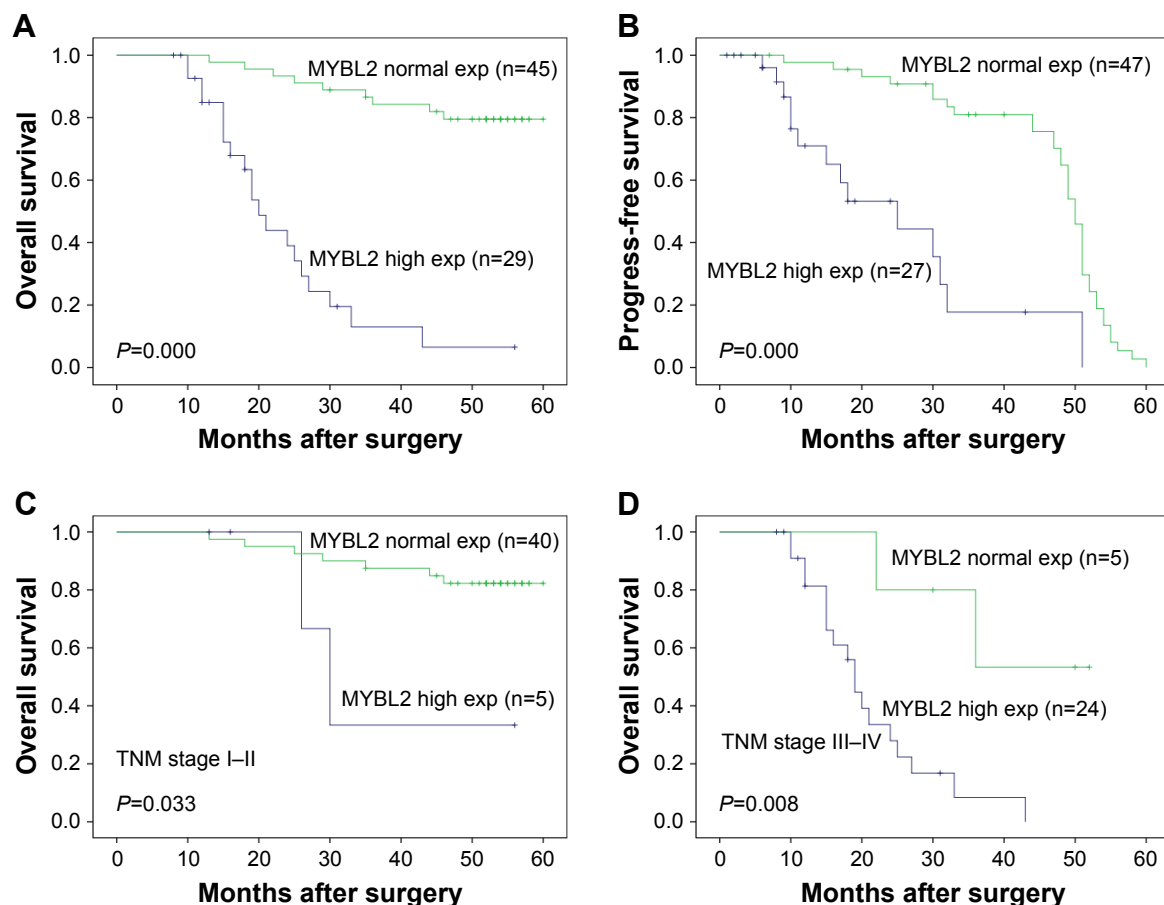 A
Overall survival
1.0
0.8
0.6
0.4
0.2
0.0
MYBL2 normal exp (n=45)
MYBL2 high exp (n=29)
P=0.000
0 10 20 30 40 50 60
Months after surgery
B
Progress-free survival
1.0
0.8
0.6
0.4
0.2
0.0
MYBL2 normal exp (n=47)
MYBL2 high exp (n=27)
P=0.000
0 10 20 30 40 50 60
Months after surgery
C
Overall survival
1.0
0.8
0.6
0.4
0.2
0.0
MYBL2 normal exp (n=40)
MYBL2 high exp (n=5)
TNM stage I–II
P=0.033
0 10 20 30 40 50 60
Months after surgery
D
Overall survival
1.0
0.8
0.6
0.4
0.2
0.0
MYBL2 normal exp (n=5)
MYBL2 high exp (n=24)
TNM stage III–IV
P=0.008
0 10 20 30 40 50 60
Months after surgery